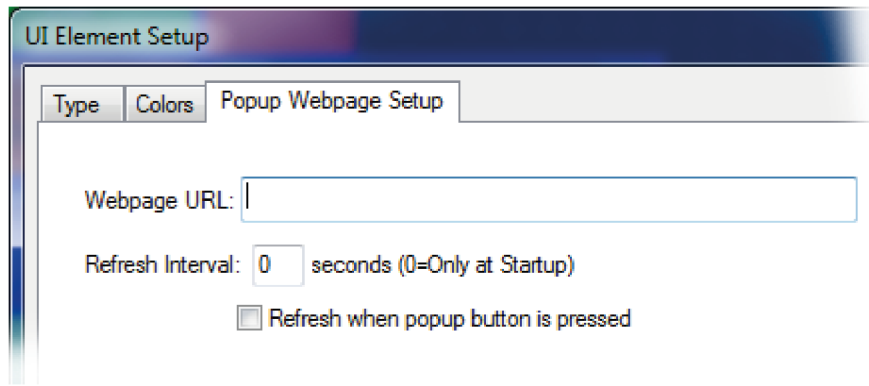 UI Element Setup
Type Colors Popup Webpage Setup
Webpage URL:
Refresh Interval: 0 seconds (0=Only at Startup)
Refresh when popup button is pressed